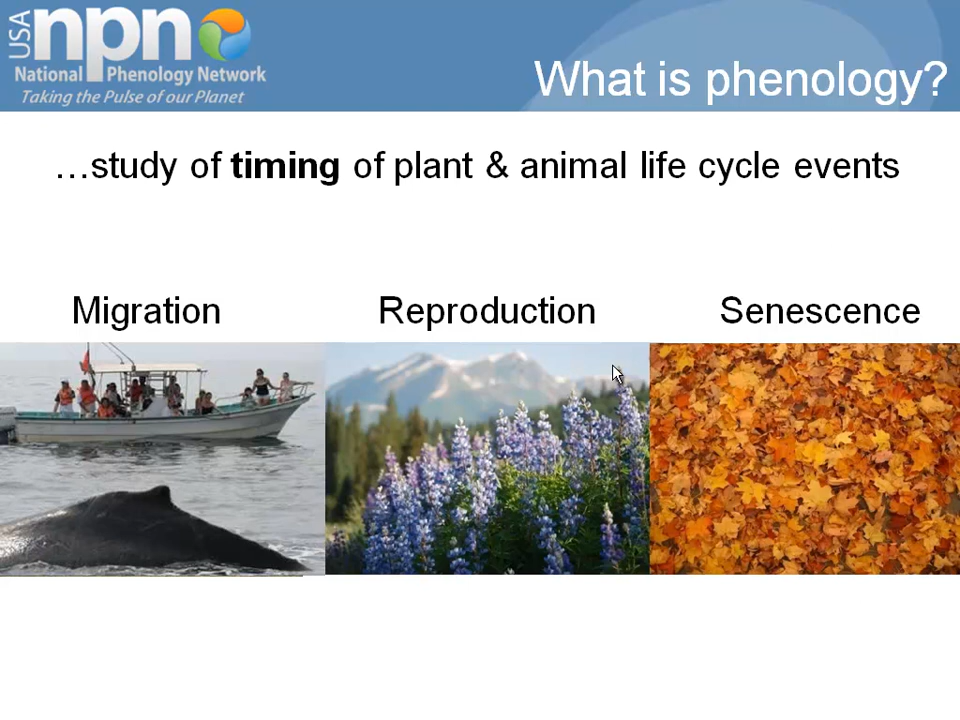 USA npn
National Phenology Network
Taking the Pulse of our Planet
What is phenology?
…study of timing of plant & animal life cycle events
Migration
Reproduction
Senescence